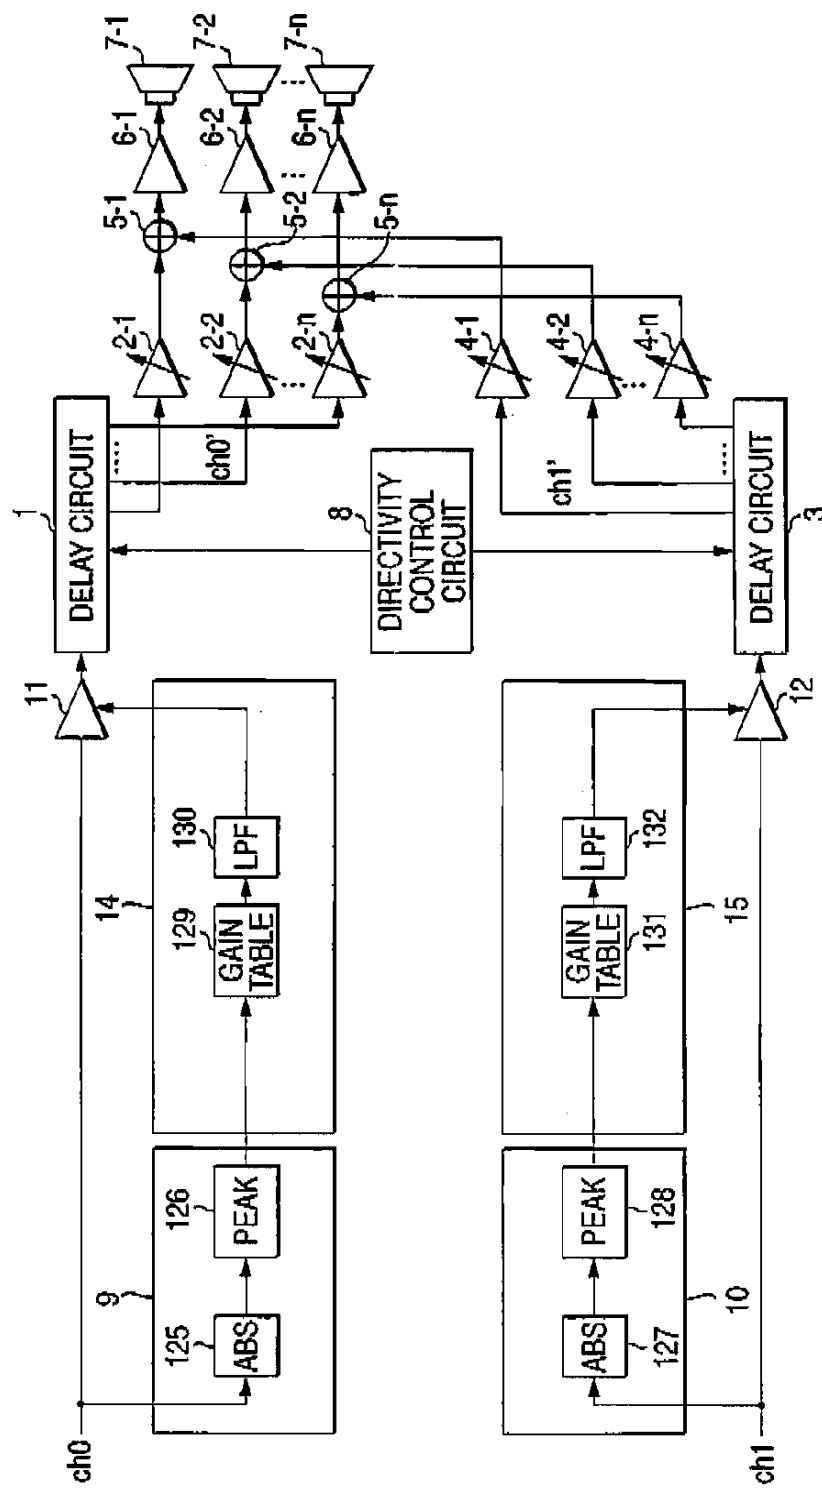 ch0
125
ABS
9
126
PEAK
14
129
GAIN
TABLE
130
LPF
11
1
DELAY CIRCUIT
ch0'
2-1
2-2
2-n
5-1
5-2
5-n
6-1
6-2
6-n
7-1
7-2
7-n
8
DIRECTIVITY
CONTROL
CIRCUIT
ch1
127
ABS
10
128
PEAK
15
131
GAIN
TABLE
132
LPF
12
3
DELAY CIRCUIT
ch1'
4-1
4-2
4-n